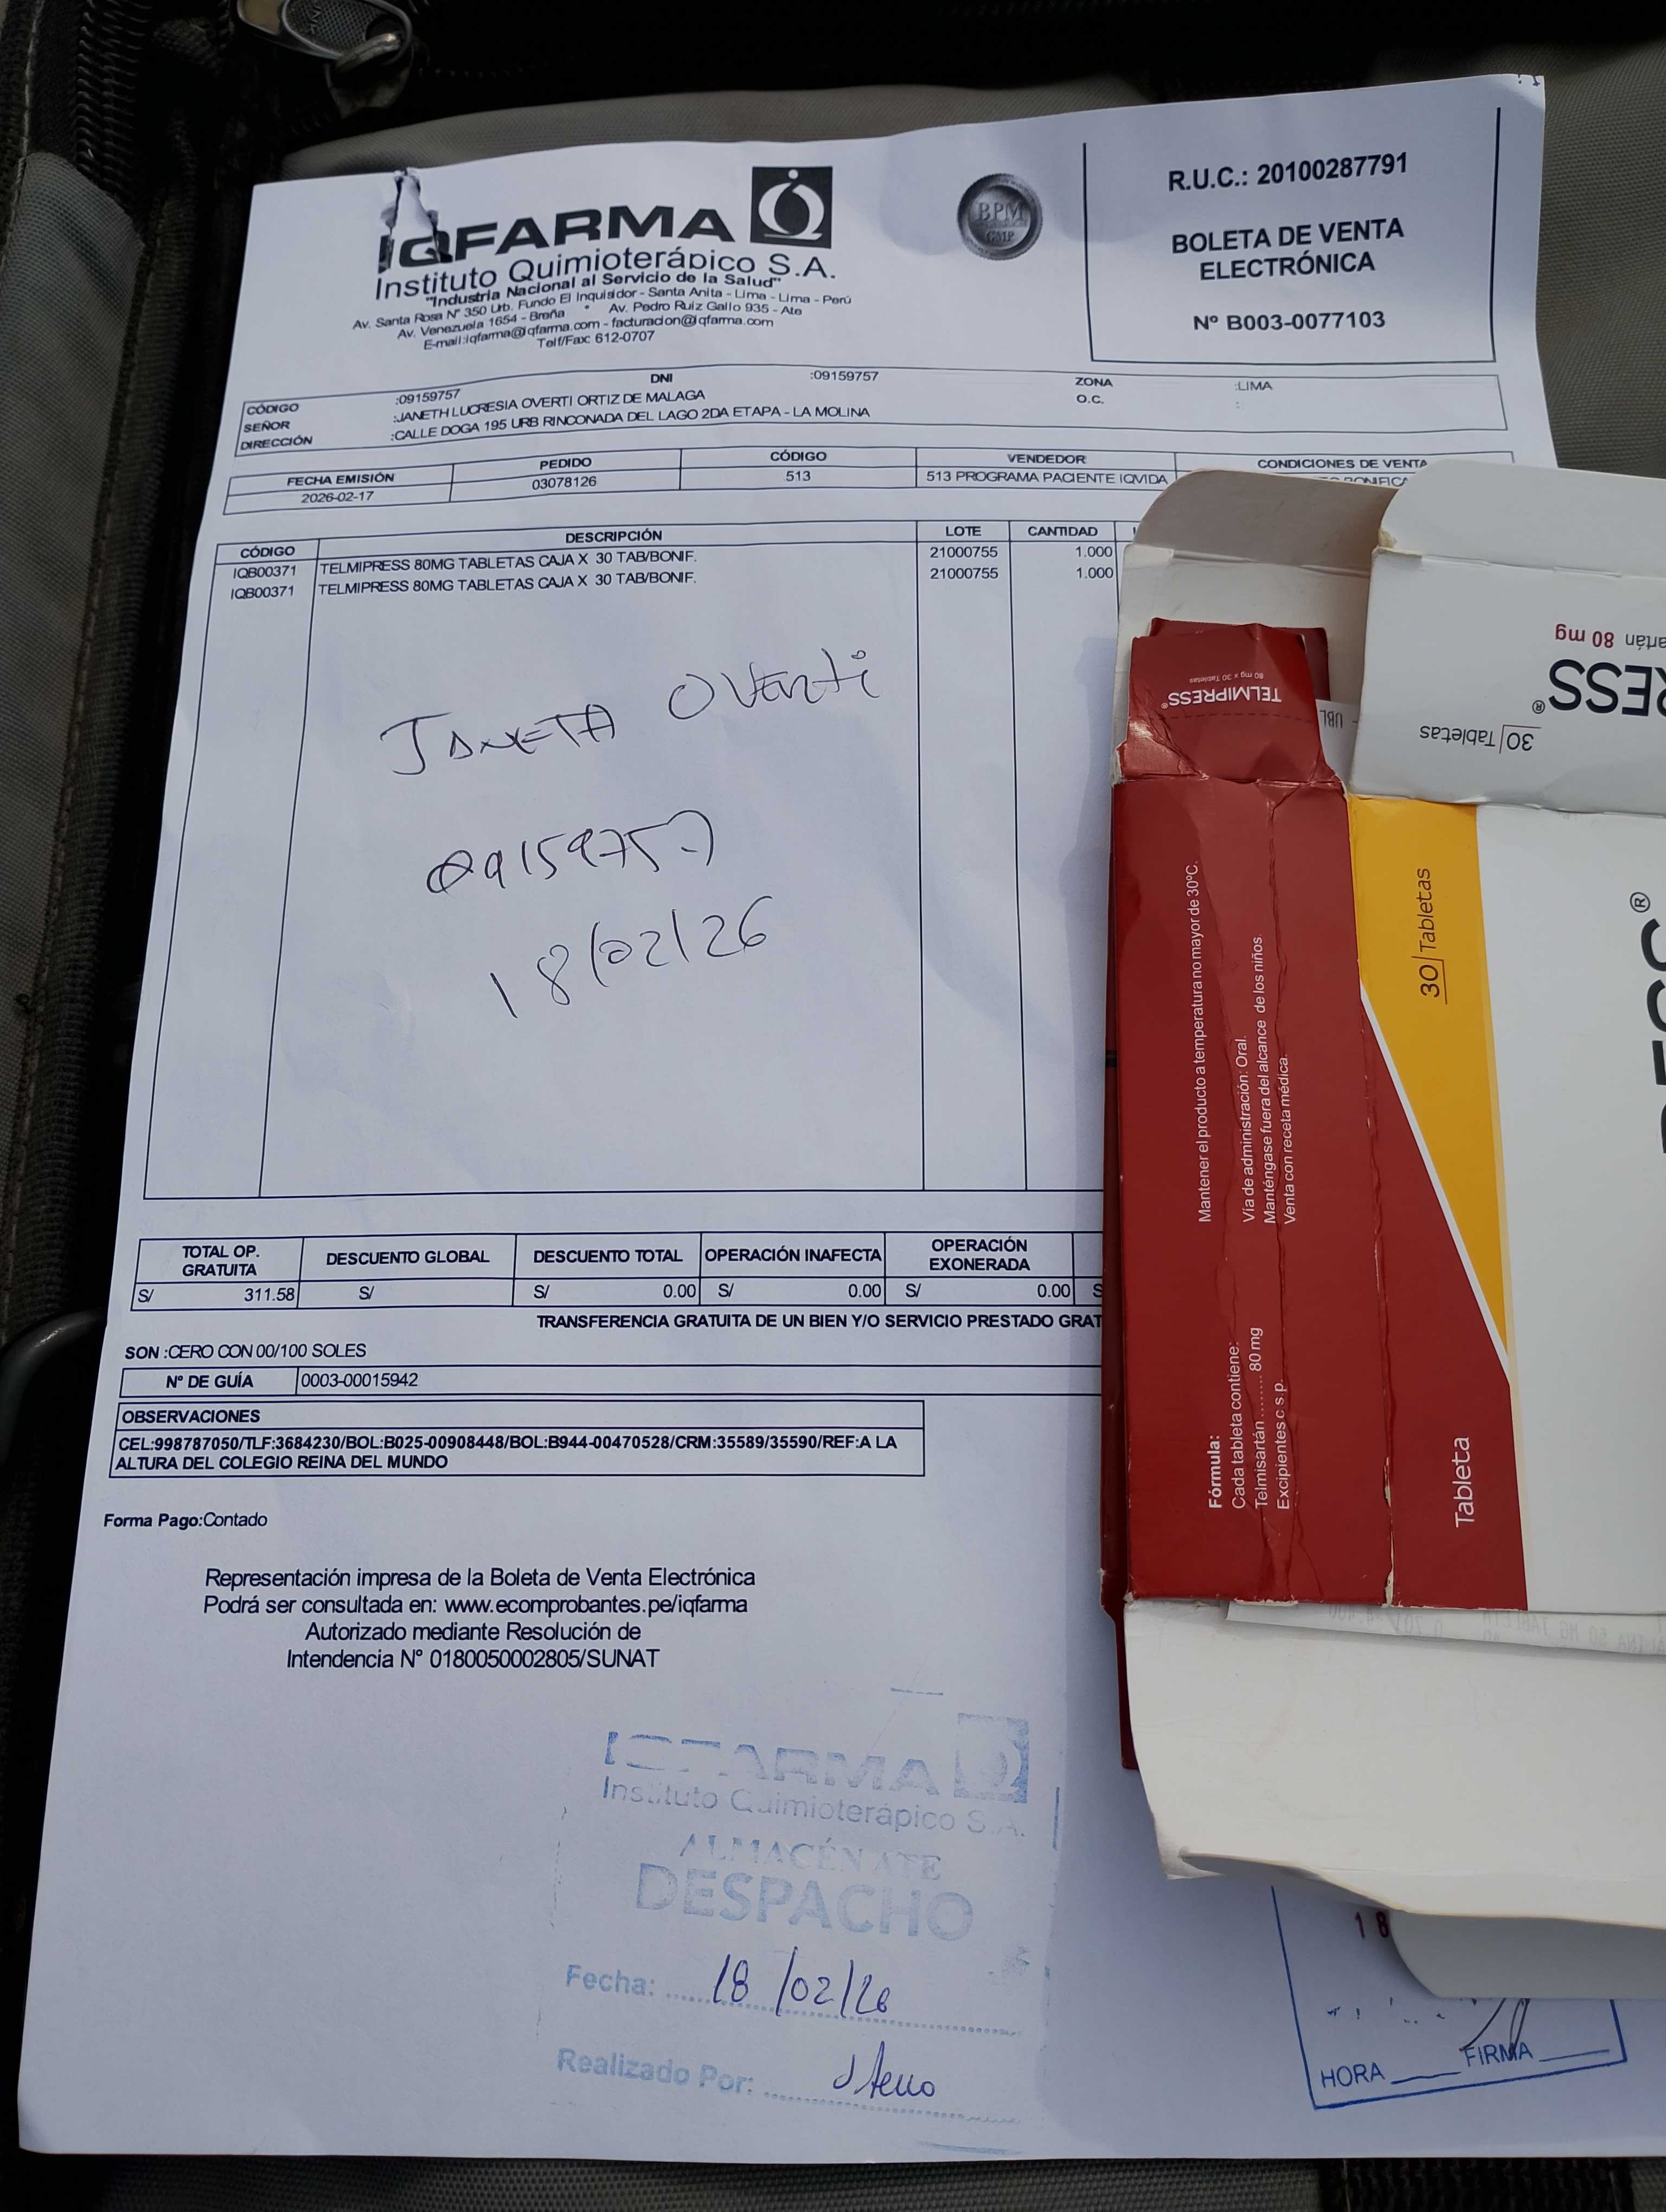 IQFARMA
Instituto Quimioterápico S.A.
"Industria Nacional al Servicio de la Salud"
Av. Santa Rosa N° 350 Urb. Fundo El Inquisidor - Santa Anita - Lima - Lima - Perú
Av. Venezuela 1654 - Breña * Av. Pedro Ruiz Gallo 935 - Ate
E-mail:iqfarma@iqfarma.com - facturacion@iqfarma.com
Telf/Fax: 612-0707
BPM
GMP
R.U.C.: 20100287791
BOLETA DE VENTA
ELECTRÓNICA
N° B003-0077103
CÓDIGO :09159757 DNI :09159757 ZONA :LIMA
SEÑOR :JANETH LUCRESIA OVERTI ORTIZ DE MALAGA O.C. :
DIRECCIÓN :CALLE DOGA 195 URB RINCONADA DEL LAGO 2DA ETAPA - LA MOLINA
FECHA EMISIÓN PEDIDO CÓDIGO VENDEDOR CONDICIONES DE VENTA
2026-02-17 03078126 513 513 PROGRAMA PACIENTE IQVIDA
CÓDIGO DESCRIPCIÓN LOTE CANTIDAD
IQB00371 TELMIPRESS 80MG TABLETAS CAJA X 30 TAB/BONIF. 21000755 1.000
IQB00371 TELMIPRESS 80MG TABLETAS CAJA X 30 TAB/BONIF. 21000755 1.000
JANETH OVERTI
09159757
18/02/26
TOTAL OP. GRATUITA DESCUENTO GLOBAL DESCUENTO TOTAL OPERACIÓN INAFECTA OPERACIÓN EXONERADA
S/ 311.58 S/ S/ 0.00 S/ 0.00 S/ 0.00 S
TRANSFERENCIA GRATUITA DE UN BIEN Y/O SERVICIO PRESTADO GRAT
SON :CERO CON 00/100 SOLES
N° DE GUÍA 0003-00015942
OBSERVACIONES
CEL:998787050/TLF:3684230/BOL:B025-00908448/BOL:B944-00470528/CRM:35589/35590/REF:A LA
ALTURA DEL COLEGIO REINA DEL MUNDO
Forma Pago:Contado
Representación impresa de la Boleta de Venta Electrónica
Podrá ser consultada en: www.ecomprobantes.pe/iqfarma
Autorizado mediante Resolución de
Intendencia N° 0180050002805/SUNAT
IQFARMA
Instituto Quimioterápico S.A.
ALMACÉN ATE
DESPACHO
Fecha: 18/02/26
Realizado Por:
18
HORA FIRMA
TELMIPRESS®
80 mg x 30 Tabletas
UBL
80 mg
RESS®
30 Tabletas
Mantener el producto a temperatura no mayor de 30°C.
Vía de administración: Oral.
Manténgase fuera del alcance de los niños.
Venta con receta médica.
Fórmula:
Cada tableta contiene:
Telmisartán ........ 80 mg
Excipientes c.s.p.
30 Tabletas
Tableta